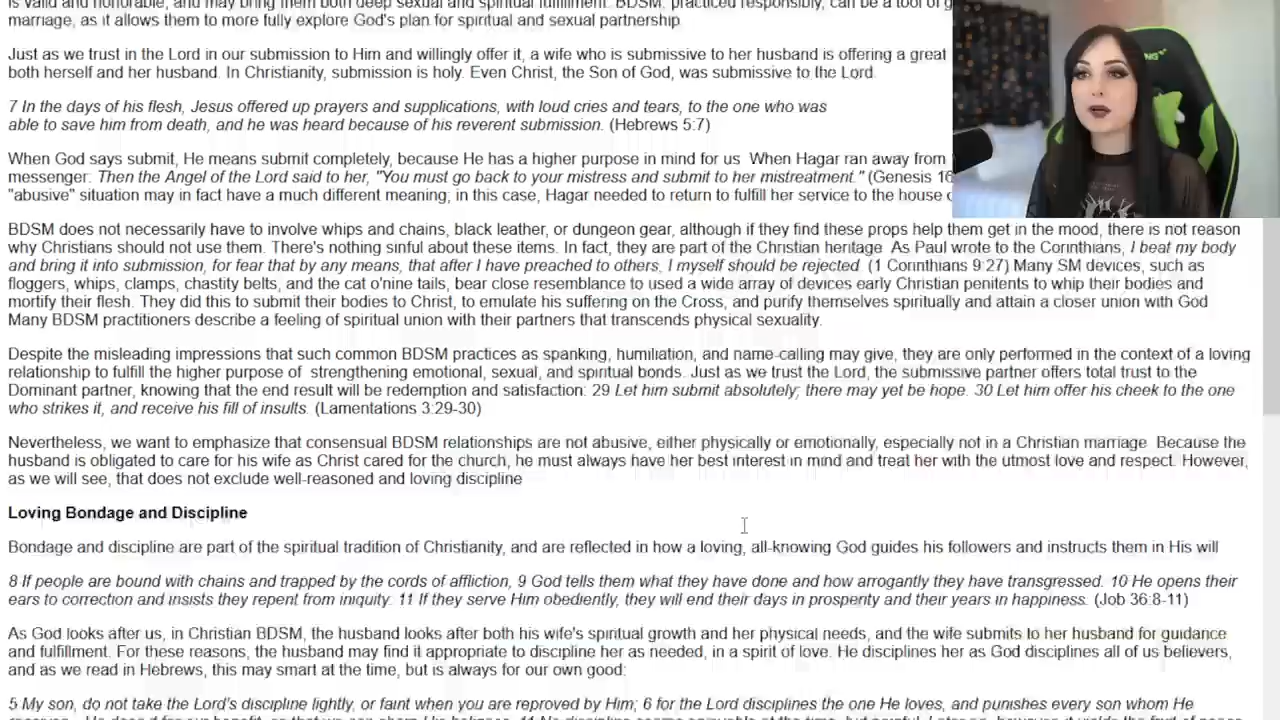 is valid and honorable, and may bring them both deep sexual and spiritual fulfillment. BDSM, practiced responsibly, can be a tool of
marriage, as it allows them to more fully explore God's plan for spiritual and sexual partnership.
Just as we trust in the Lord in our submission to Him and willingly offer it, a wife who is submissive to her husband is offering a great
both herself and her husband. In Christianity, submission is holy. Even Christ, the Son of God, was submissive to the Lord.
7 In the days of his flesh, Jesus offered up prayers and supplications, with loud cries and tears, to the one who was
able to save him from death, and he was heard because of his reverent submission. (Hebrews 5:7)
When God says submit, He means submit completely, because He has a higher purpose in mind for us. When Hagar ran away from
messenger: Then the Angel of the Lord said to her, "You must go back to your mistress and submit to her mistreatment." (Genesis 16
"abusive" situation may in fact have a much different meaning; in this case, Hagar needed to return to fulfill her service to the house
BDSM does not necessarily have to involve whips and chains, black leather, or dungeon gear, although if they find these props help them get in the mood, there is not reason
why Christians should not use them. There's nothing sinful about these items. In fact, they are part of the Christian heritage. As Paul wrote to the Corinthians, I beat my body
and bring it into submission, for fear that by any means, that after I have preached to others, I myself should be rejected. (1 Corinthians 9:27) Many SM devices, such as
floggers, whips, clamps, chastity belts, and the cat o'nine tails, bear close resemblance to used a wide array of devices early Christian penitents to whip their bodies and
mortify their flesh. They did this to submit their bodies to Christ, to emulate his suffering on the Cross, and purify themselves spiritually and attain a closer union with God.
Many BDSM practitioners describe a feeling of spiritual union with their partners that transcends physical sexuality.
Despite the misleading impressions that such common BDSM practices as spanking, humiliation, and name-calling may give, they are only performed in the context of a loving
relationship to fulfill the higher purpose of strengthening emotional, sexual, and spiritual bonds. Just as we trust the Lord, the submissive partner offers total trust to the
Dominant partner, knowing that the end result will be redemption and satisfaction: 29 Let him submit absolutely; there may yet be hope. 30 Let him offer his cheek to the one
who strikes it, and receive his fill of insults. (Lamentations 3:29-30)
Nevertheless, we want to emphasize that consensual BDSM relationships are not abusive, either physically or emotionally, especially not in a Christian marriage. Because the
husband is obligated to care for his wife as Christ cared for the church, he must always have her best interest in mind and treat her with the utmost love and respect. However,
as we will see, that does not exclude well-reasoned and loving discipline.
Loving Bondage and Discipline
Bondage and discipline are part of the spiritual tradition of Christianity, and are reflected in how a loving, all-knowing God guides his followers and instructs them in His will.
8 If people are bound with chains and trapped by the cords of affliction, 9 God tells them what they have done and how arrogantly they have transgressed. 10 He opens their
ears to correction and insists they repent from iniquity. 11 If they serve Him obediently, they will end their days in prosperity and their years in happiness. (Job 36:8-11)
As God looks after us, in Christian BDSM, the husband looks after both his wife's spiritual growth and her physical needs, and the wife submits to her husband for guidance
and fulfillment. For these reasons, the husband may find it appropriate to discipline her as needed, in a spirit of love. He disciplines her as God disciplines all of us believers,
and as we read in Hebrews, this may smart at the time, but is always for our own good:
5 My son, do not take the Lord's discipline lightly, or faint when you are reproved by Him; 6 for the Lord disciplines the one He loves, and punishes every son whom He